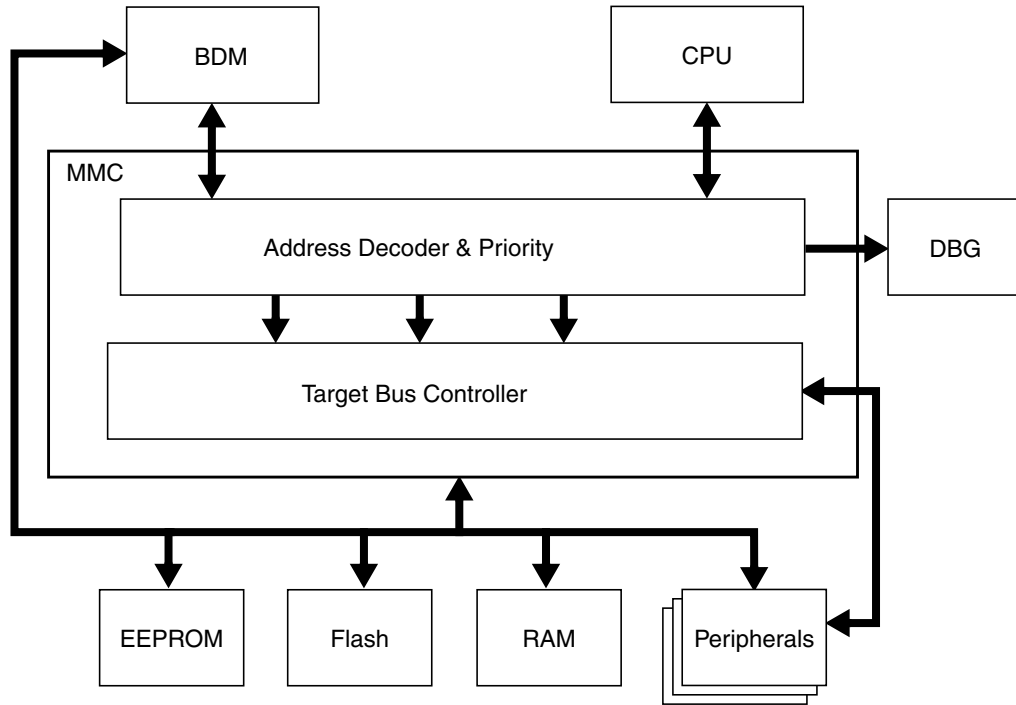 BDM
CPU
MMC
Address Decoder & Priority
DBG
Target Bus Controller
EEPROM
Flash
RAM
Peripherals